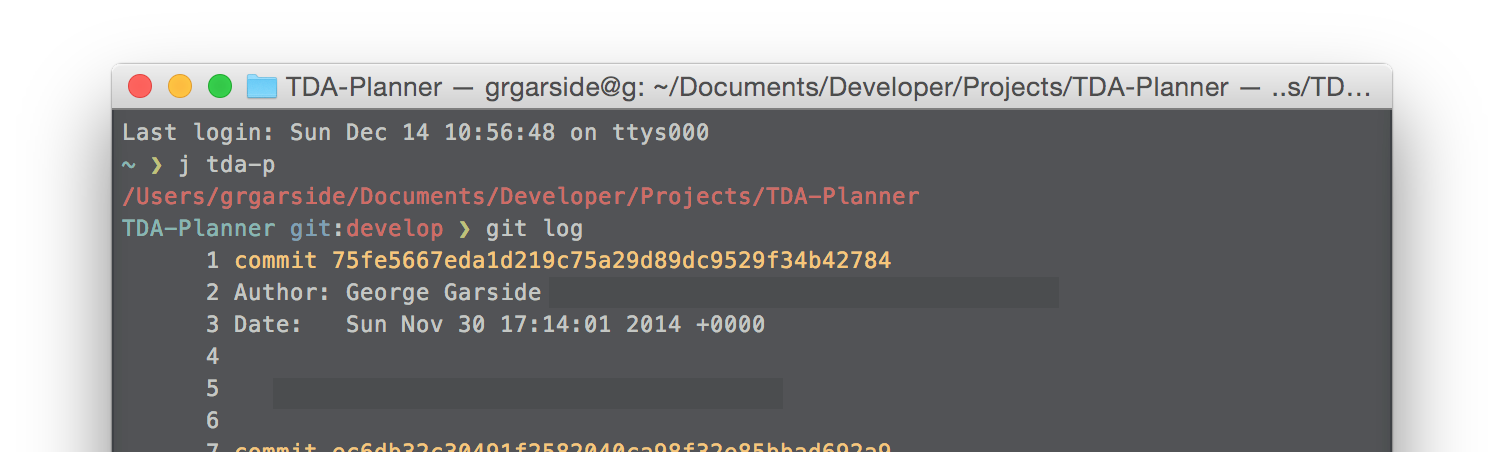 TDA-Planner — grgarside@g: ~/Documents/Developer/Projects/TDA-Planner — ..s/TD…
Last login: Sun Dec 14 10:56:48 on ttys000
~ ❯ j tda-p
/Users/grgarside/Documents/Developer/Projects/TDA-Planner
TDA-Planner git:develop ❯ git log
1 commit 75fe5667eda1d219c75a29d89dc9529f34b42784
2 Author: George Garside
3 Date:   Sun Nov 30 17:14:01 2014 +0000
4
5
6
7 commit